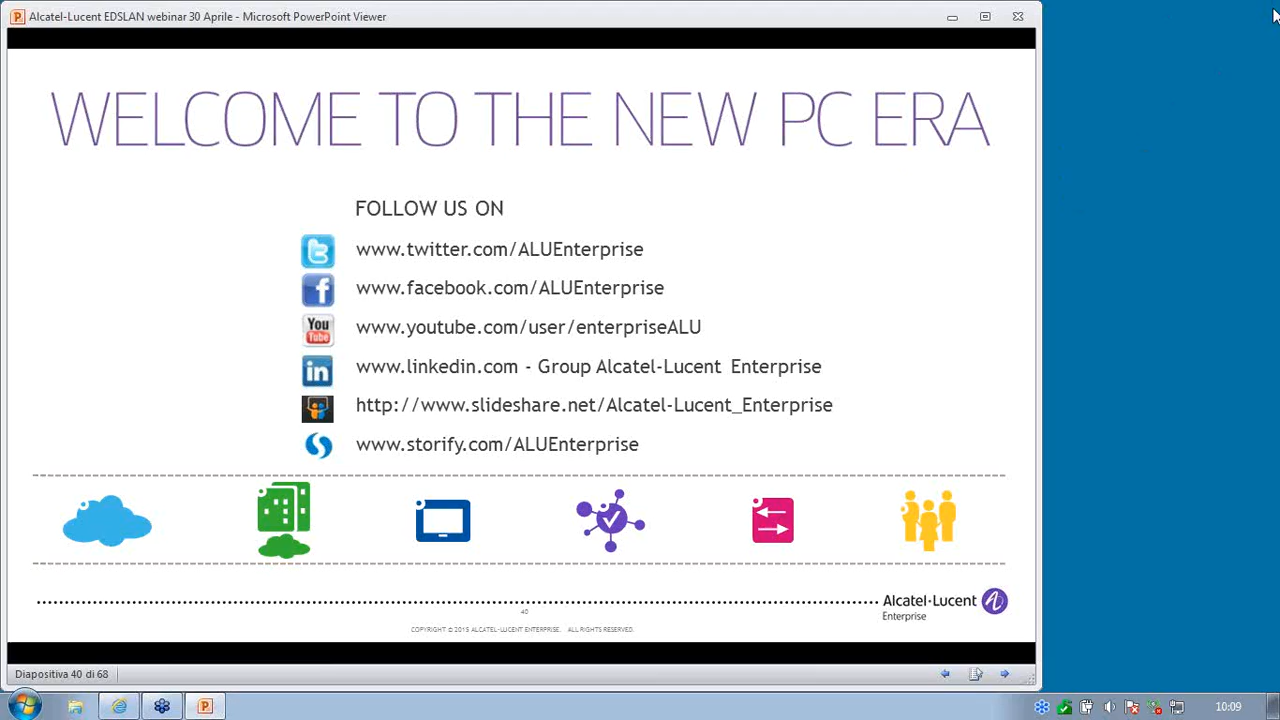 Alcatel-Lucent EDSLAN webinar 30 Aprile - Microsoft PowerPoint Viewer
WELCOME TO THE NEW PC ERA
FOLLOW US ON
www.twitter.com/ALUEnterprise
www.facebook.com/ALUEnterprise
You Tube
www.youtube.com/user/enterpriseALU
www.linkedin.com - Group Alcatel-Lucent Enterprise
http://www.slideshare.net/Alcatel-Lucent_Enterprise
www.storify.com/ALUEnterprise
Alcatel·Lucent
Enterprise
40
COPYRIGHT © 2015 ALCATEL-LUCENT ENTERPRISE. ALL RIGHTS RESERVED.
Diapositiva 40 di 68
10:09